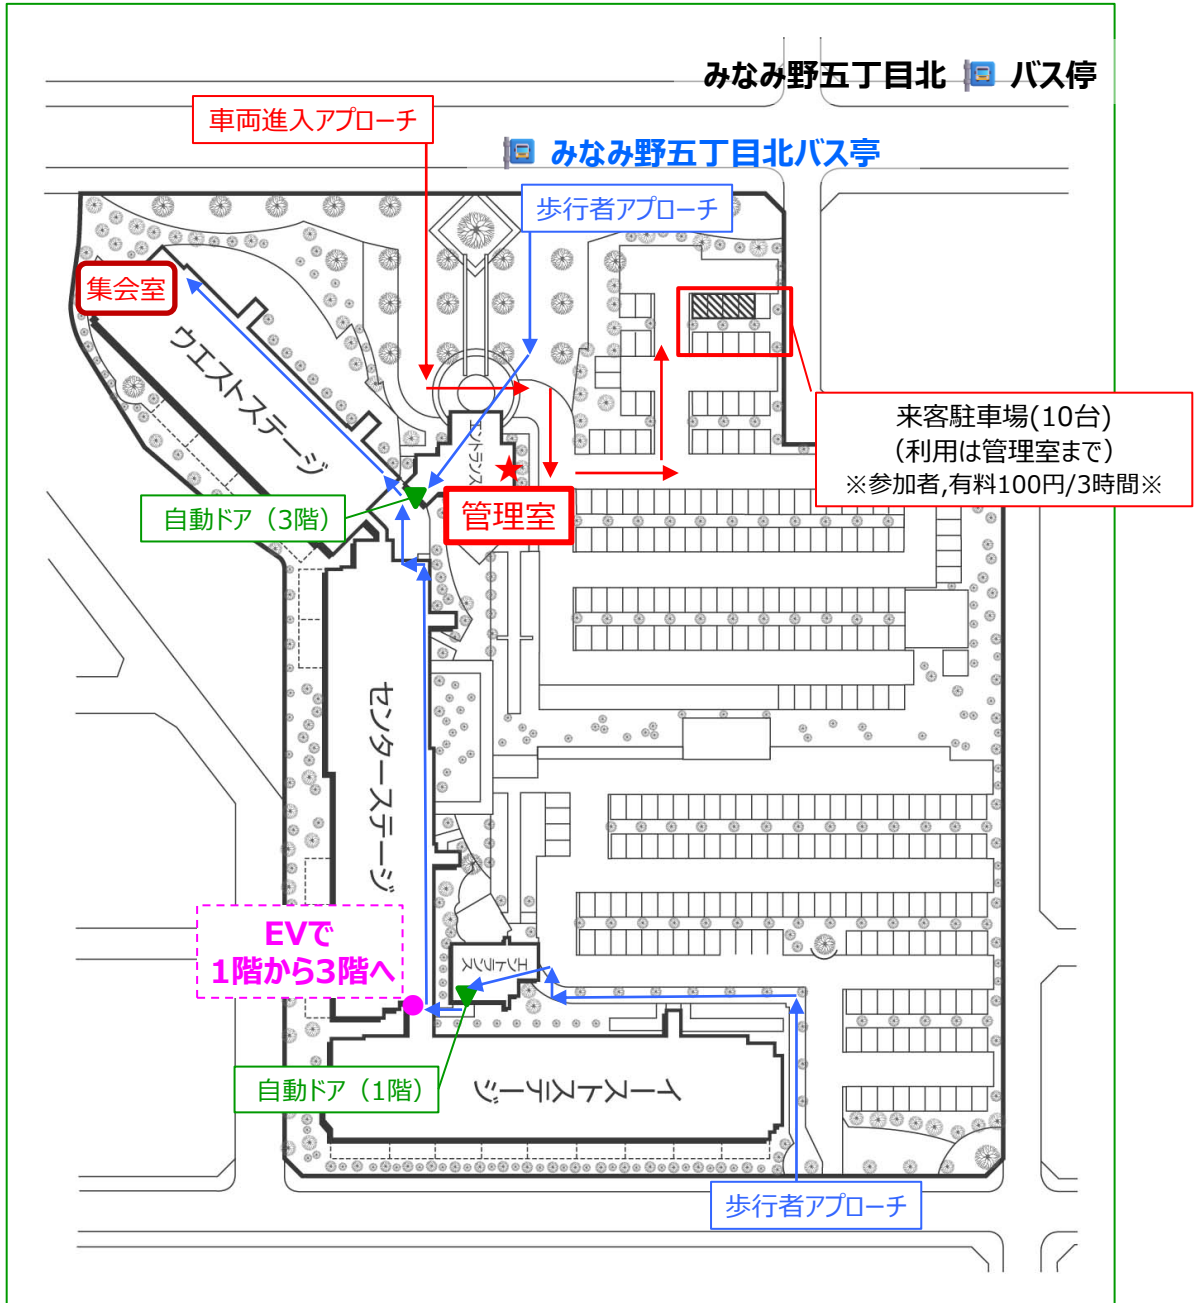 みなみ野五丁目北 バス停
車両進入アプローチ
みなみ野五丁目北バス亭
歩行者アプローチ
集会室
ウエストステージ
エントランス
来客駐車場(10台)
（利用は管理室まで）
※参加者,有料100円/3時間※
管理室
自動ドア（3階）
センターステージ
EVで
1階から3階へ
エントランス
自動ドア（1階）
イーストステージ
歩行者アプローチ